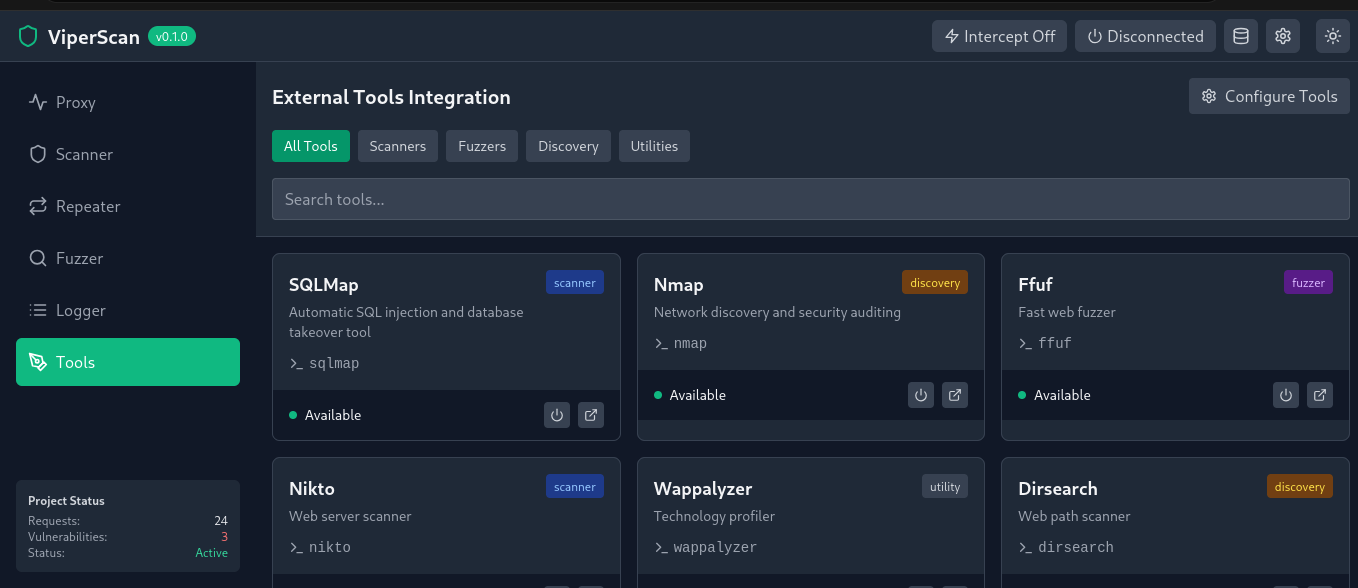 ViperScan v0.1.0 Intercept Off Disconnected
Proxy
Scanner
Repeater
Fuzzer
Logger
Tools
Project Status
Requests: 24
Vulnerabilities: 3
Status: Active
External Tools Integration Configure Tools
All Tools Scanners Fuzzers Discovery Utilities
Search tools...
SQLMap scanner
Automatic SQL injection and database
takeover tool
>_ sqlmap
Available
Nmap discovery
Network discovery and security auditing
>_ nmap
Available
Ffuf fuzzer
Fast web fuzzer
>_ ffuf
Available
Nikto scanner
Web server scanner
>_ nikto
Wappalyzer utility
Technology profiler
>_ wappalyzer
Dirsearch discovery
Web path scanner
>_ dirsearch